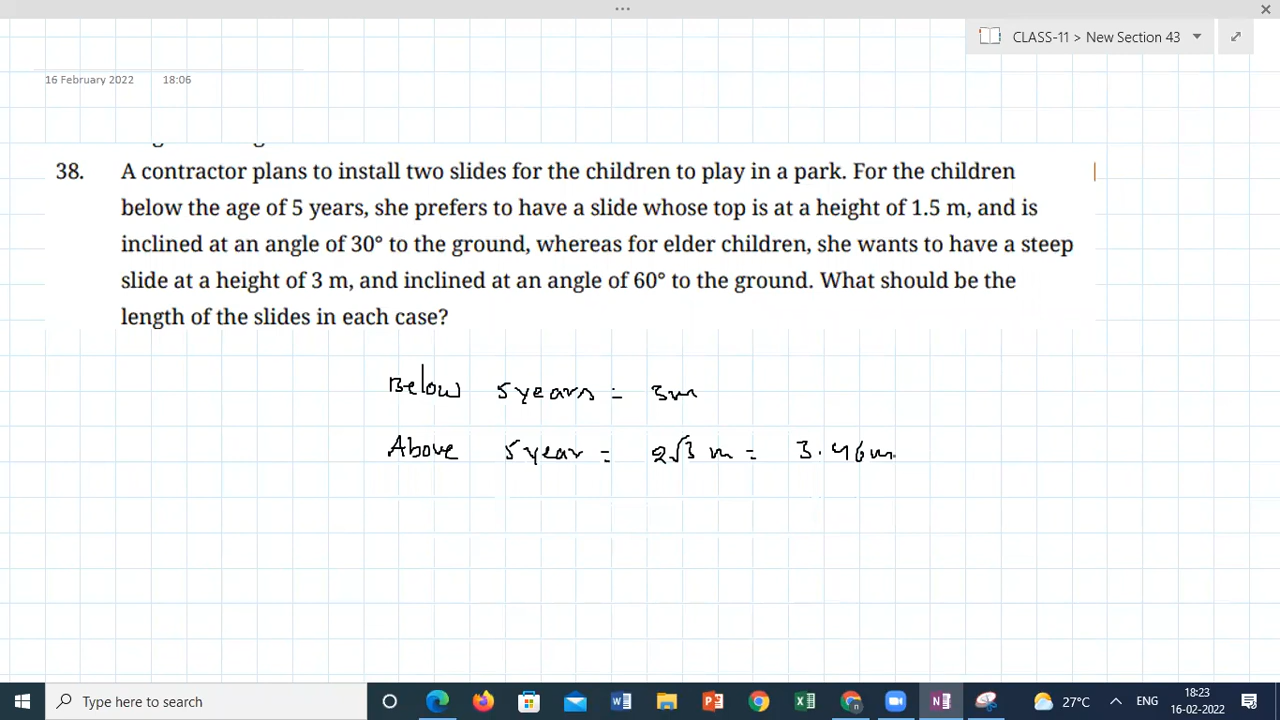 CLASS-11 > New Section 43
16 February 2022 18:06
38. A contractor plans to install two slides for the children to play in a park. For the children
below the age of 5 years, she prefers to have a slide whose top is at a height of 1.5 m, and is
inclined at an angle of 30° to the ground, whereas for elder children, she wants to have a steep
slide at a height of 3 m, and inclined at an angle of 60° to the ground. What should be the
length of the slides in each case?
Below 5 years = 3m
Above 5 year = 2√3 m = 3.46m
Type here to search
27°C ENG 18:23
16-02-2022